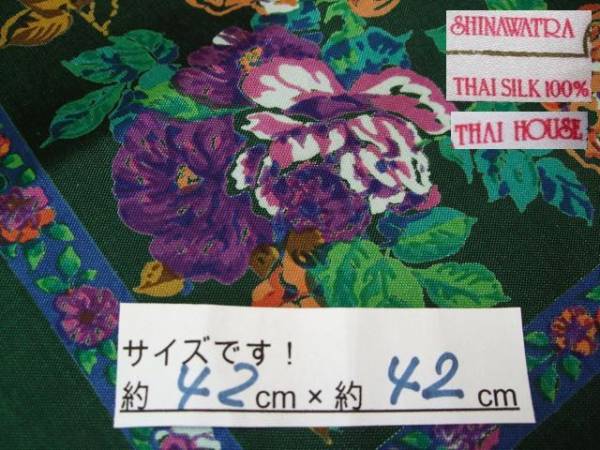 SHINAWATRA
THAI SILK 100%
THAI HOUSE
サイズです！
約 42 cm × 約 42 cm